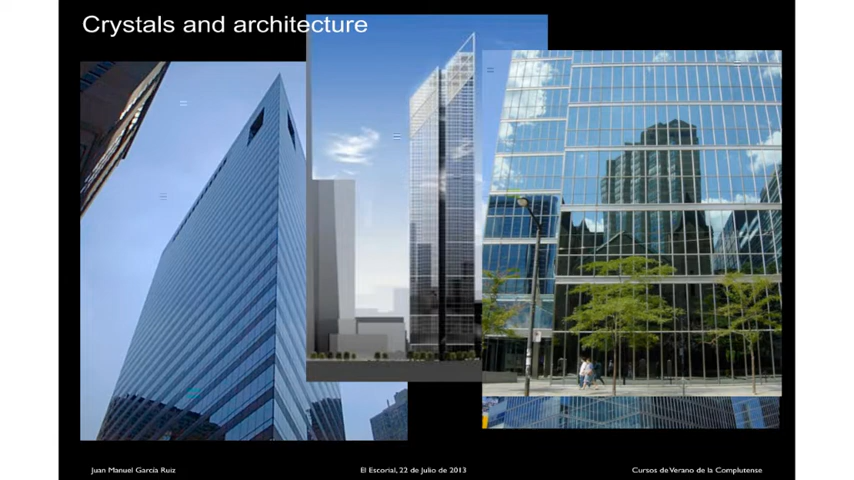 Crystals and architecture
Juan Manuel García Ruiz
El Escorial, 22 de Julio de 2013
Cursos de Verano de la Complutense